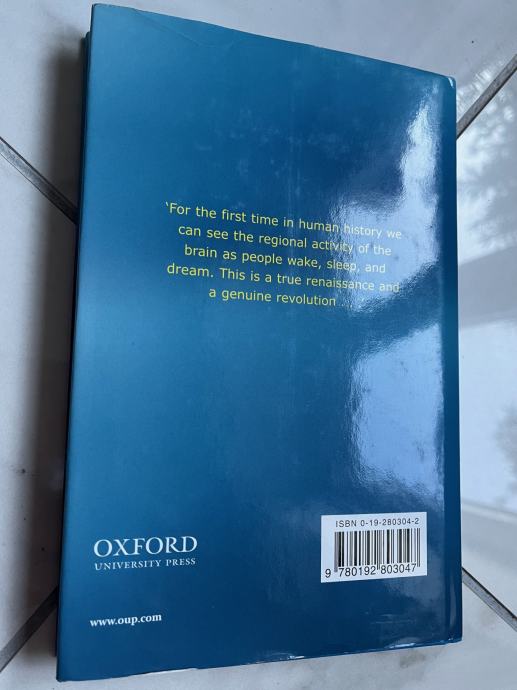 'For the first time in human history we
can see the regional activity of the
brain as people wake, sleep, and
dream. This is a true renaissance and
a genuine revolution ...'
ISBN 0-19-280304-2
9 780192 803047
OXFORD
UNIVERSITY PRESS
www.oup.com